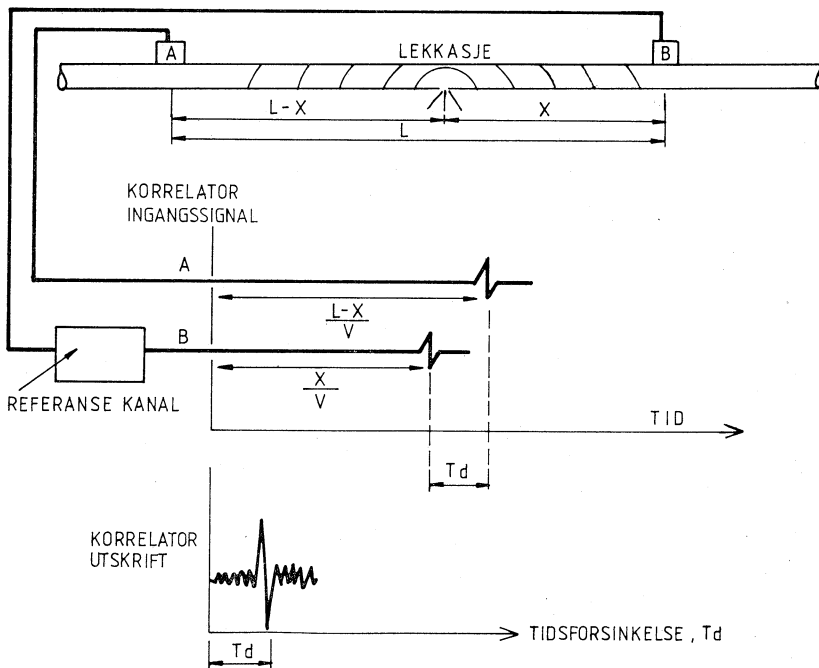 A
LEKKASJE
B
L-X
X
L
KORRELATOR
INGANGSSIGNAL
A
L-X
V
B
X
V
REFERANSE KANAL
TID
Td
KORRELATOR
UTSKRIFT
TIDSFORSINKELSE, Td
Td